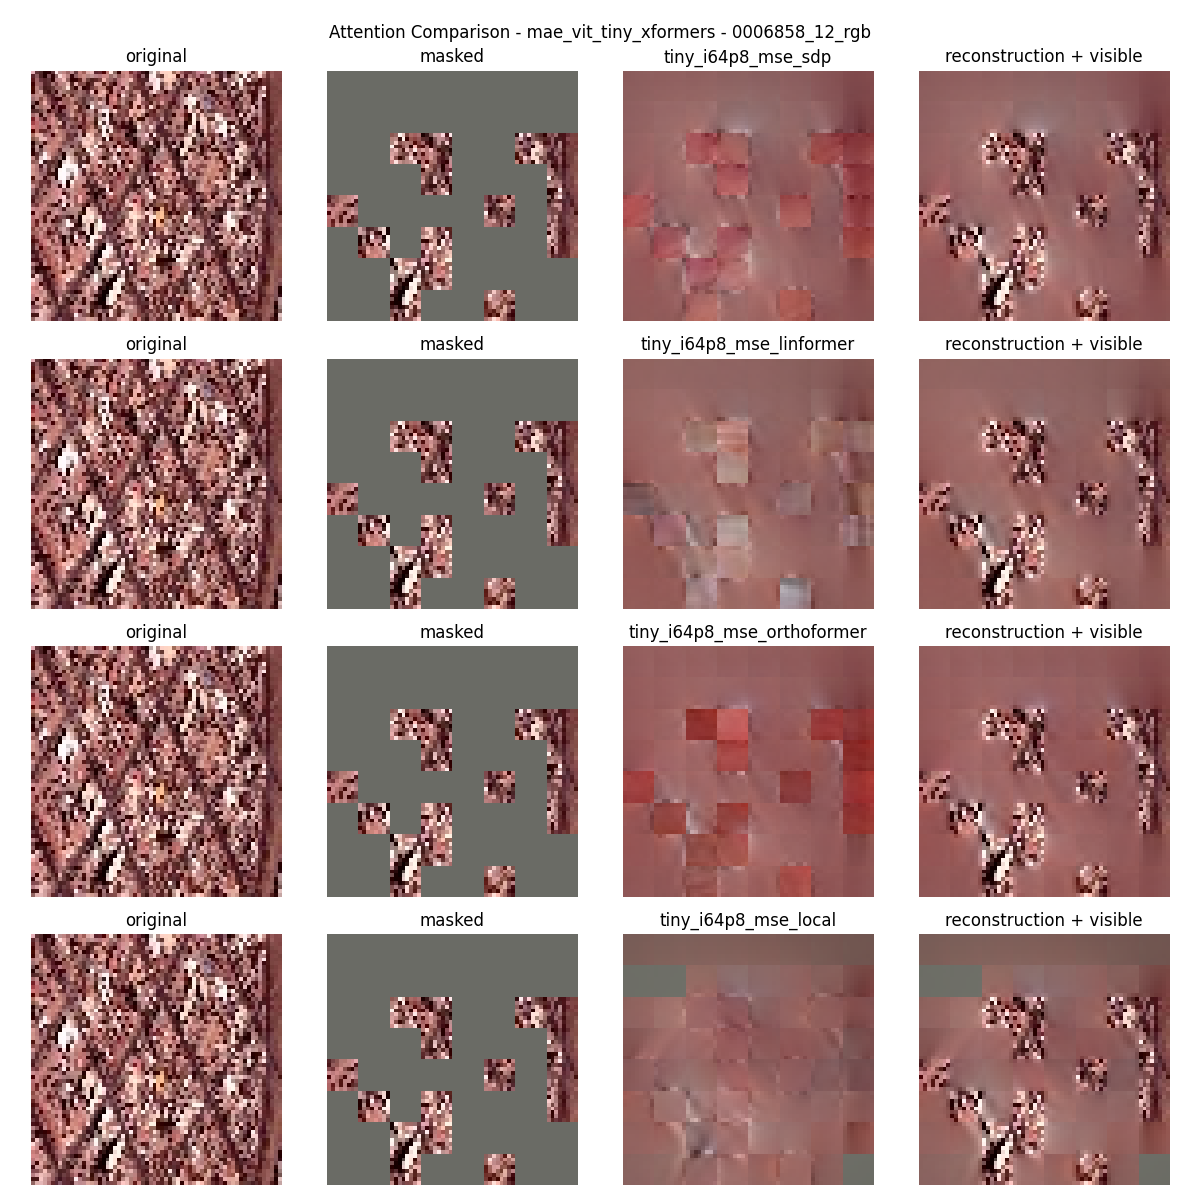 Attention Comparison - mae_vit_tiny_xformers - 0006858_12_rgb
original masked tiny_i64p8_mse_sdp reconstruction + visible
original masked tiny_i64p8_mse_linformer reconstruction + visible
original masked tiny_i64p8_mse_orthoformer reconstruction + visible
original masked tiny_i64p8_mse_local reconstruction + visible